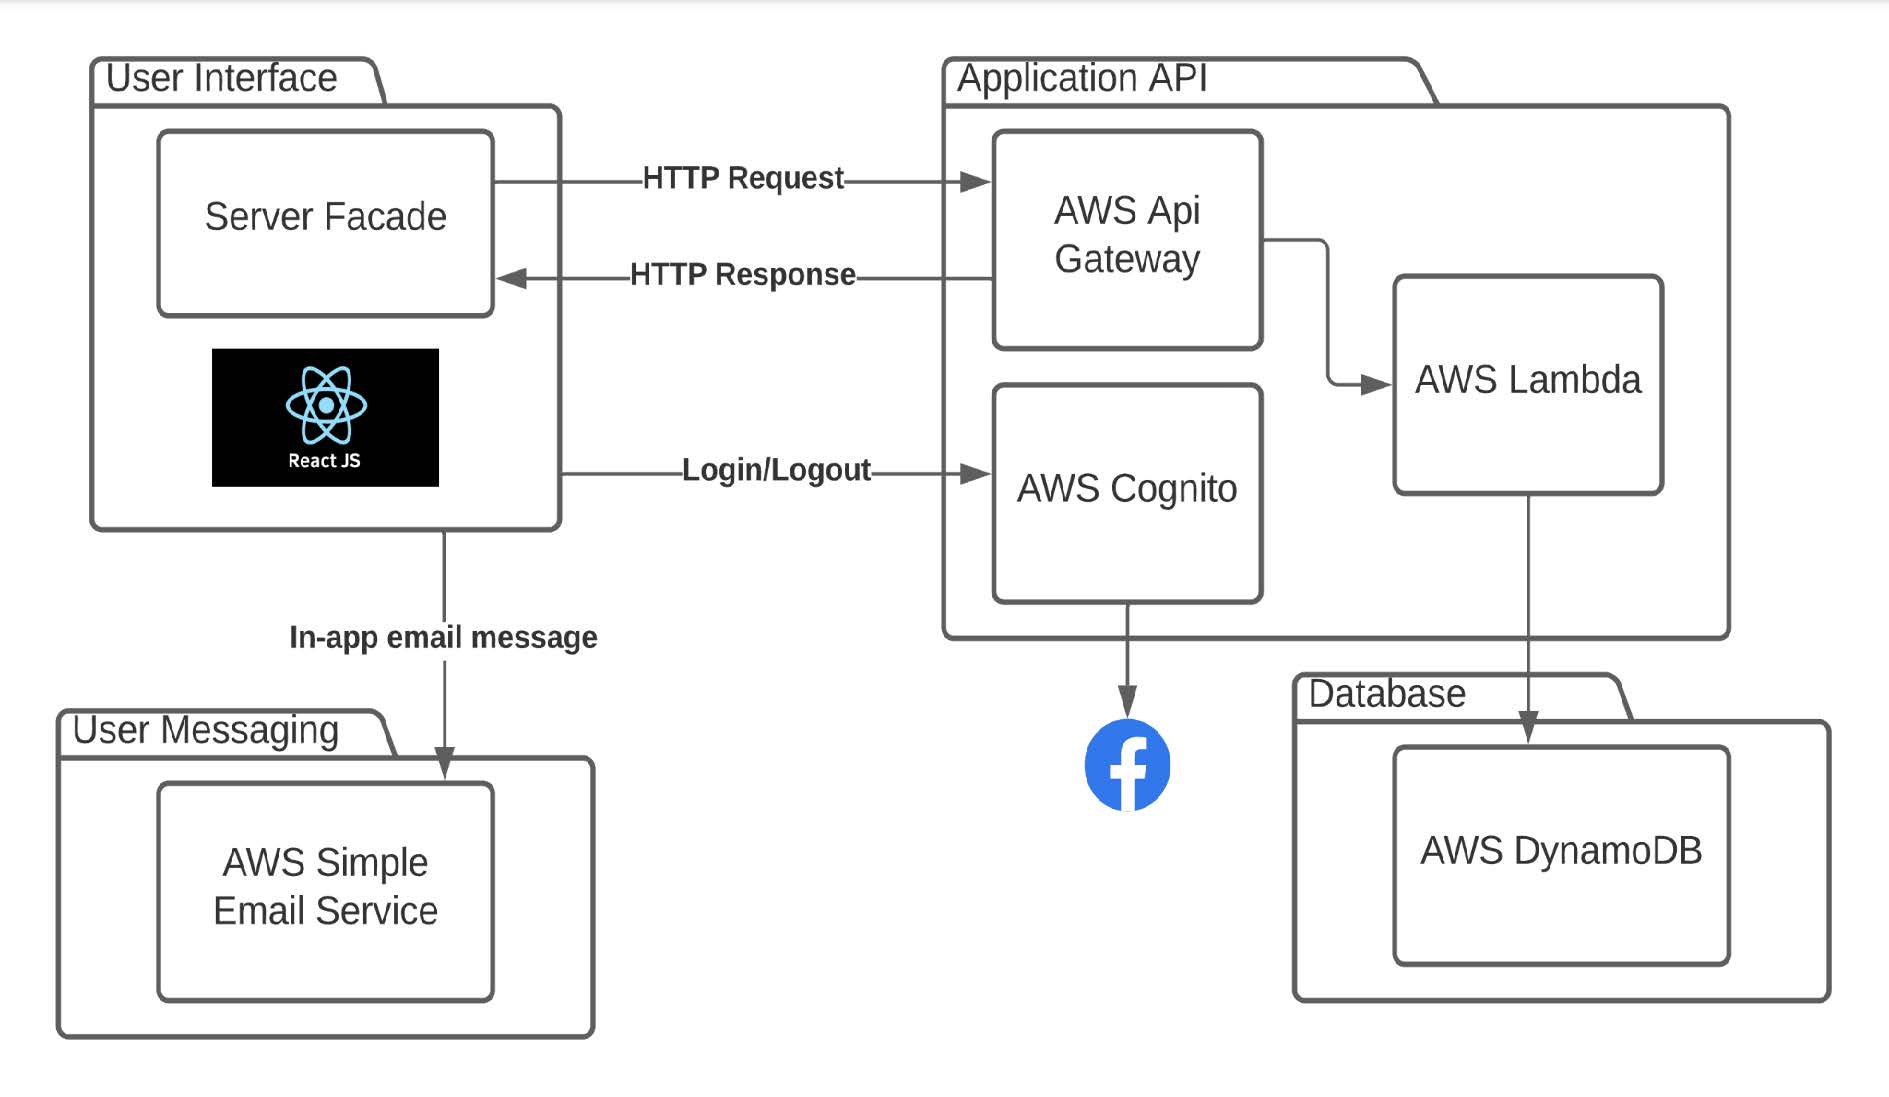 User Interface
Server Facade
React JS
HTTP Request
HTTP Response
Login/Logout
Application API
AWS Api
Gateway
AWS Lambda
AWS Cognito
In-app email message
User Messaging
AWS Simple
Email Service
Database
AWS DynamoDB